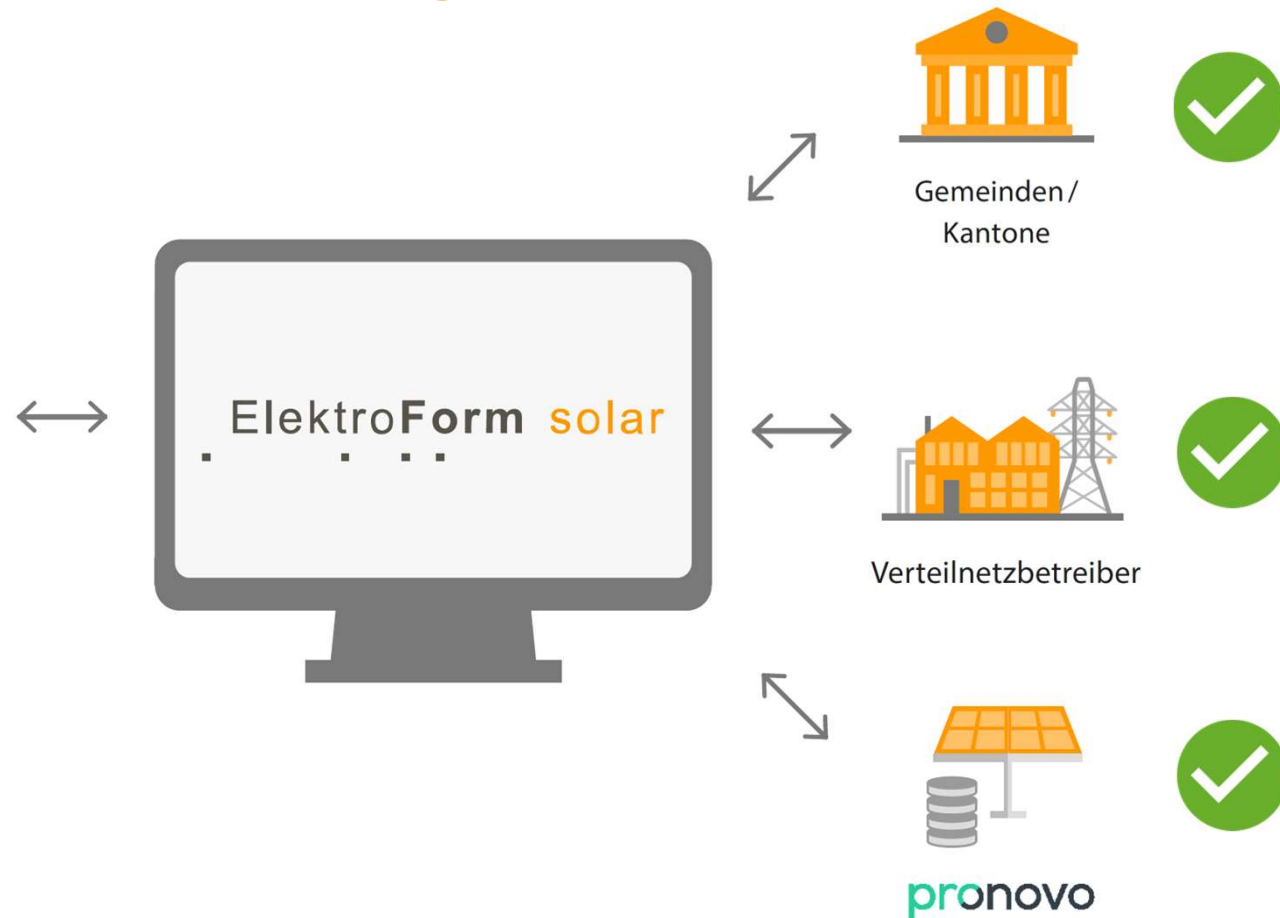 Gemeinden/
Kantone
ElektroForm solar
Verteilnetzbetreiber
pronovo